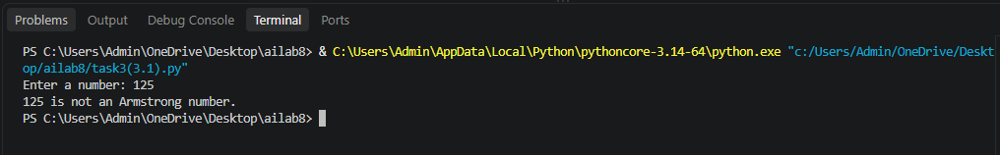 Problems Output Debug Console Terminal Ports
PS C:\Users\Admin\OneDrive\Desktop\ailab8> & C:\Users\Admin\AppData\Local\Python\pythoncore-3.14-64\python.exe "c:/Users/Admin/OneDrive/Deskt
op/ailab8/task3(3.1).py"
Enter a number: 125
125 is not an Armstrong number.
PS C:\Users\Admin\OneDrive\Desktop\ailab8>